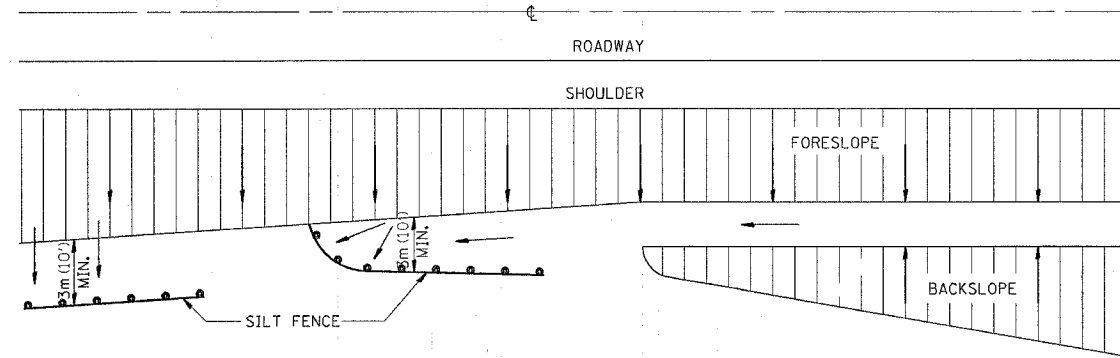 ℄
ROADWAY
SHOULDER
FORESLOPE
3m (10')
MIN.
3m (10')
MIN.
BACKSLOPE
SILT FENCE